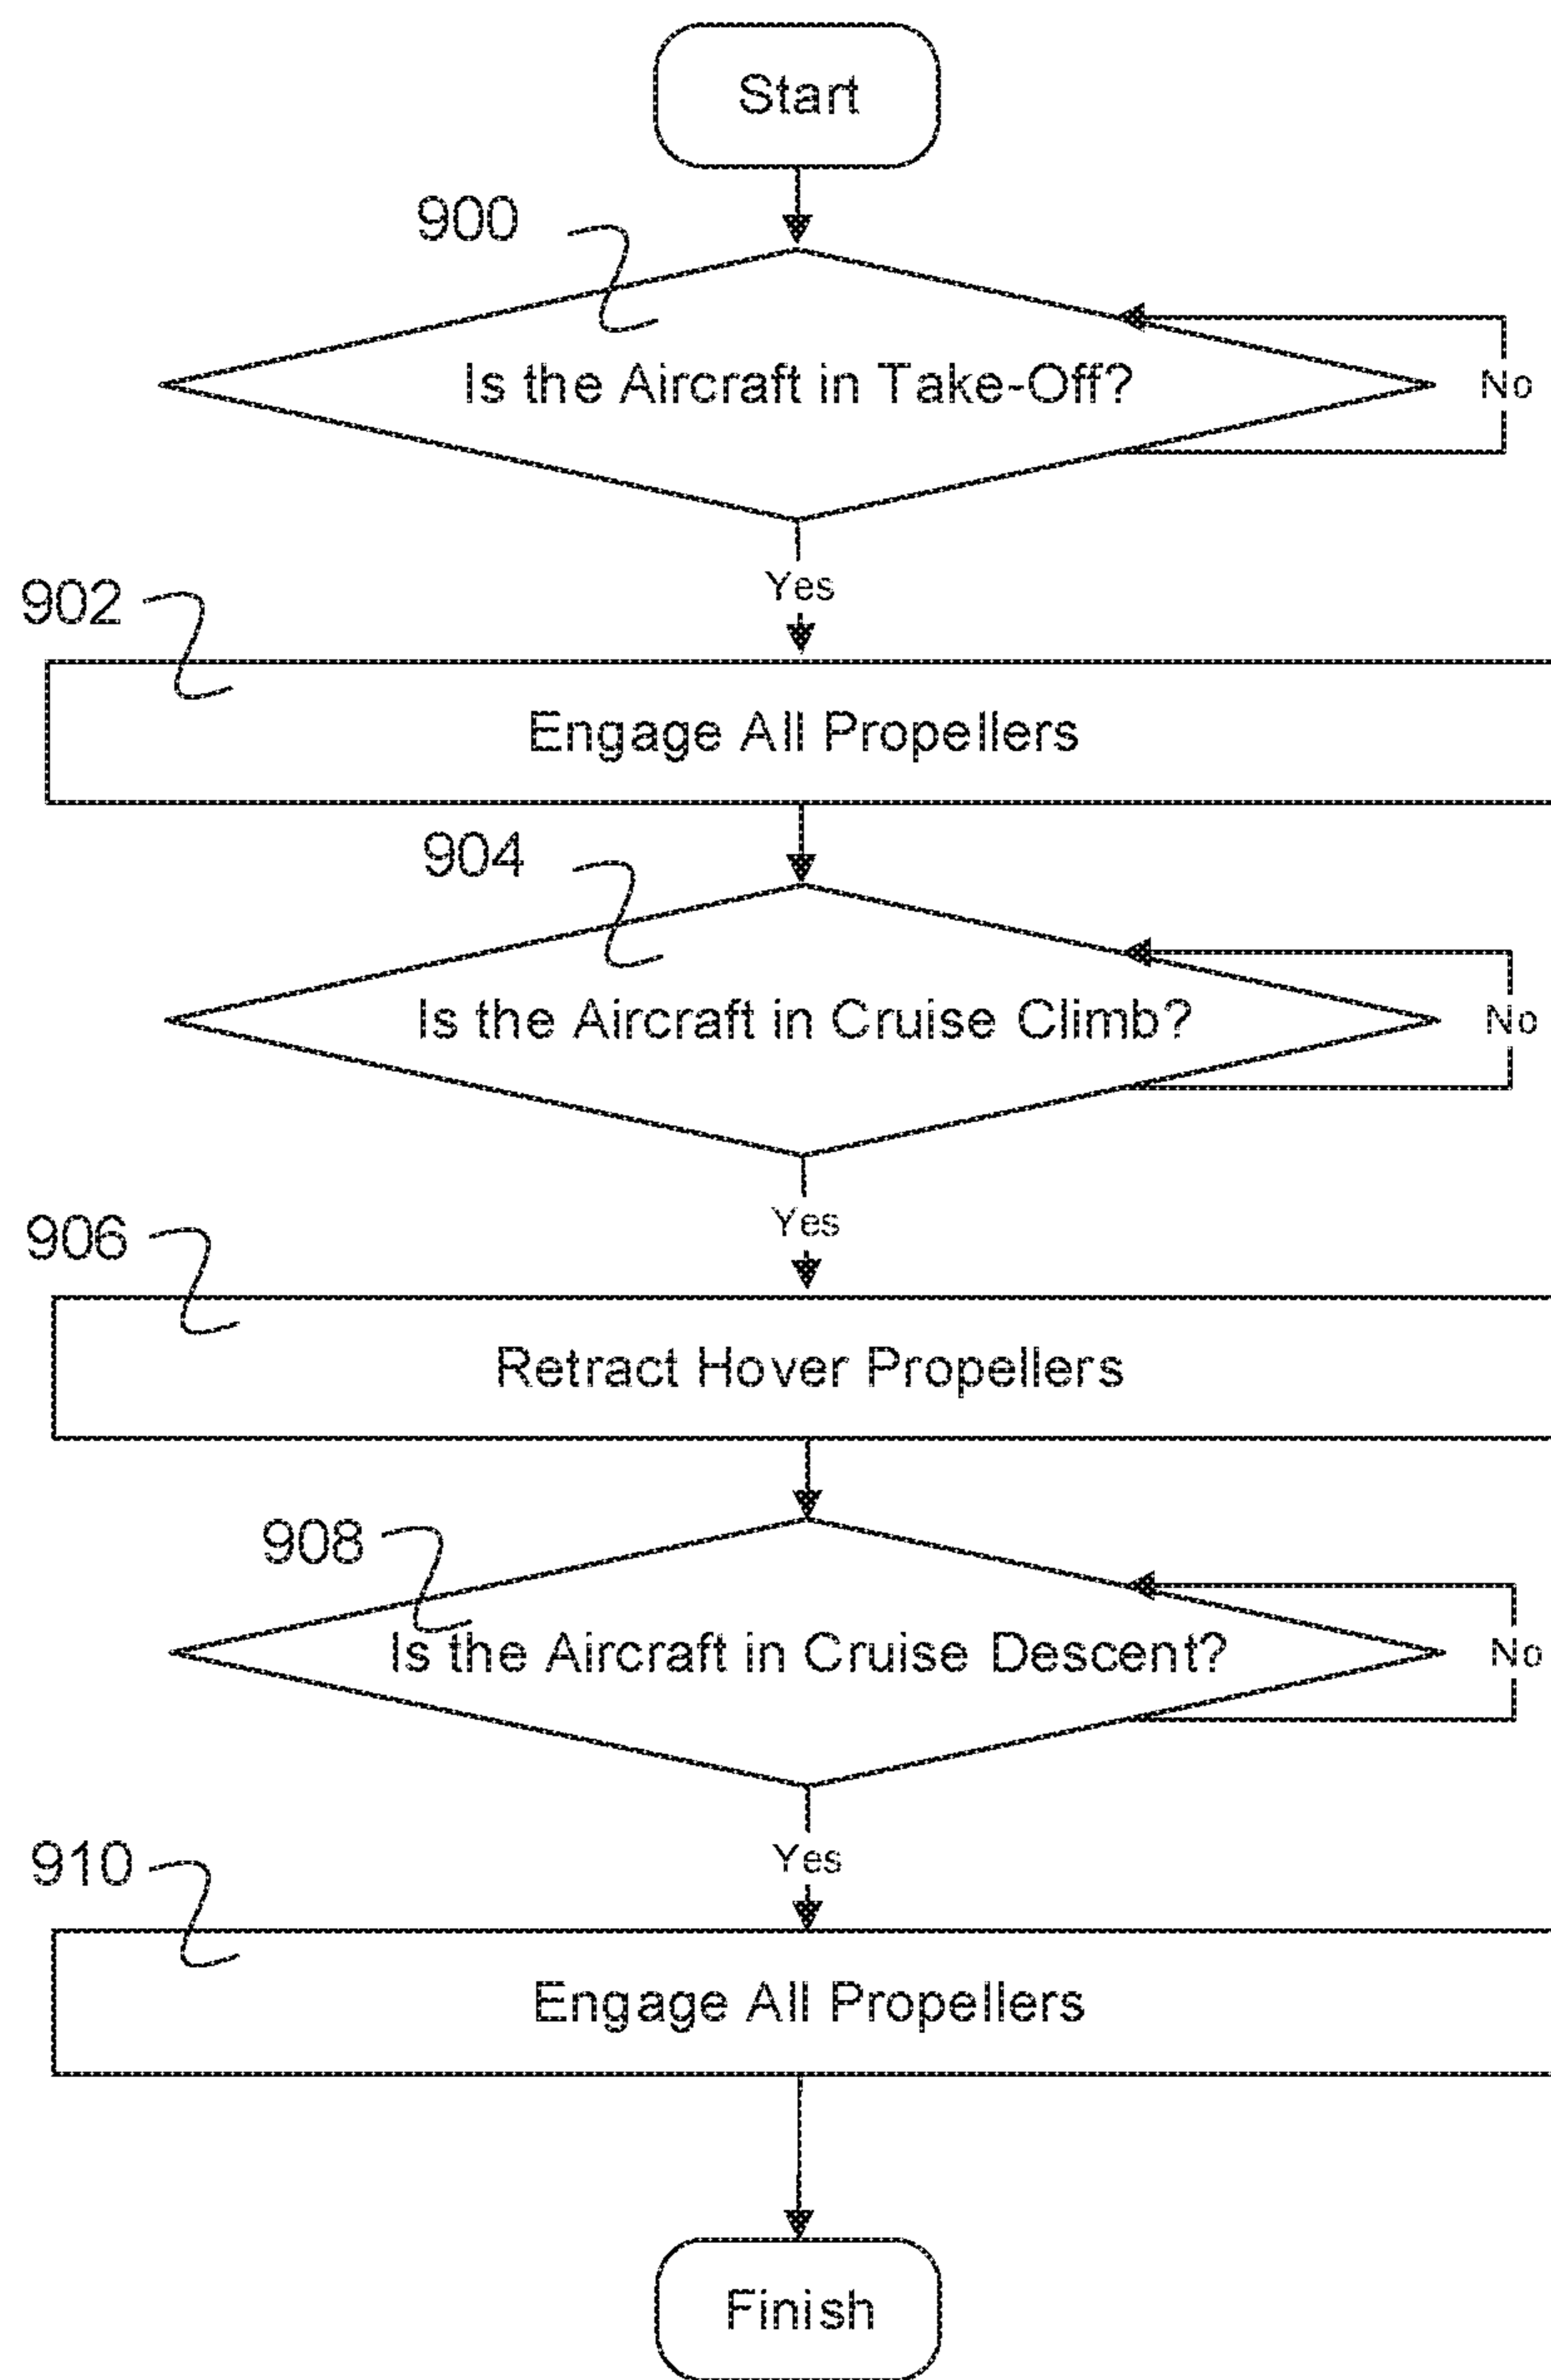 Start
900
Is the Aircraft in Take-Off?
No
Yes
902
Engage All Propellers
904
Is the Aircraft in Cruise Climb?
No
Yes
906
Retract Hover Propellers
908
Is the Aircraft in Cruise Descent?
No
Yes
910
Engage All Propellers
Finish